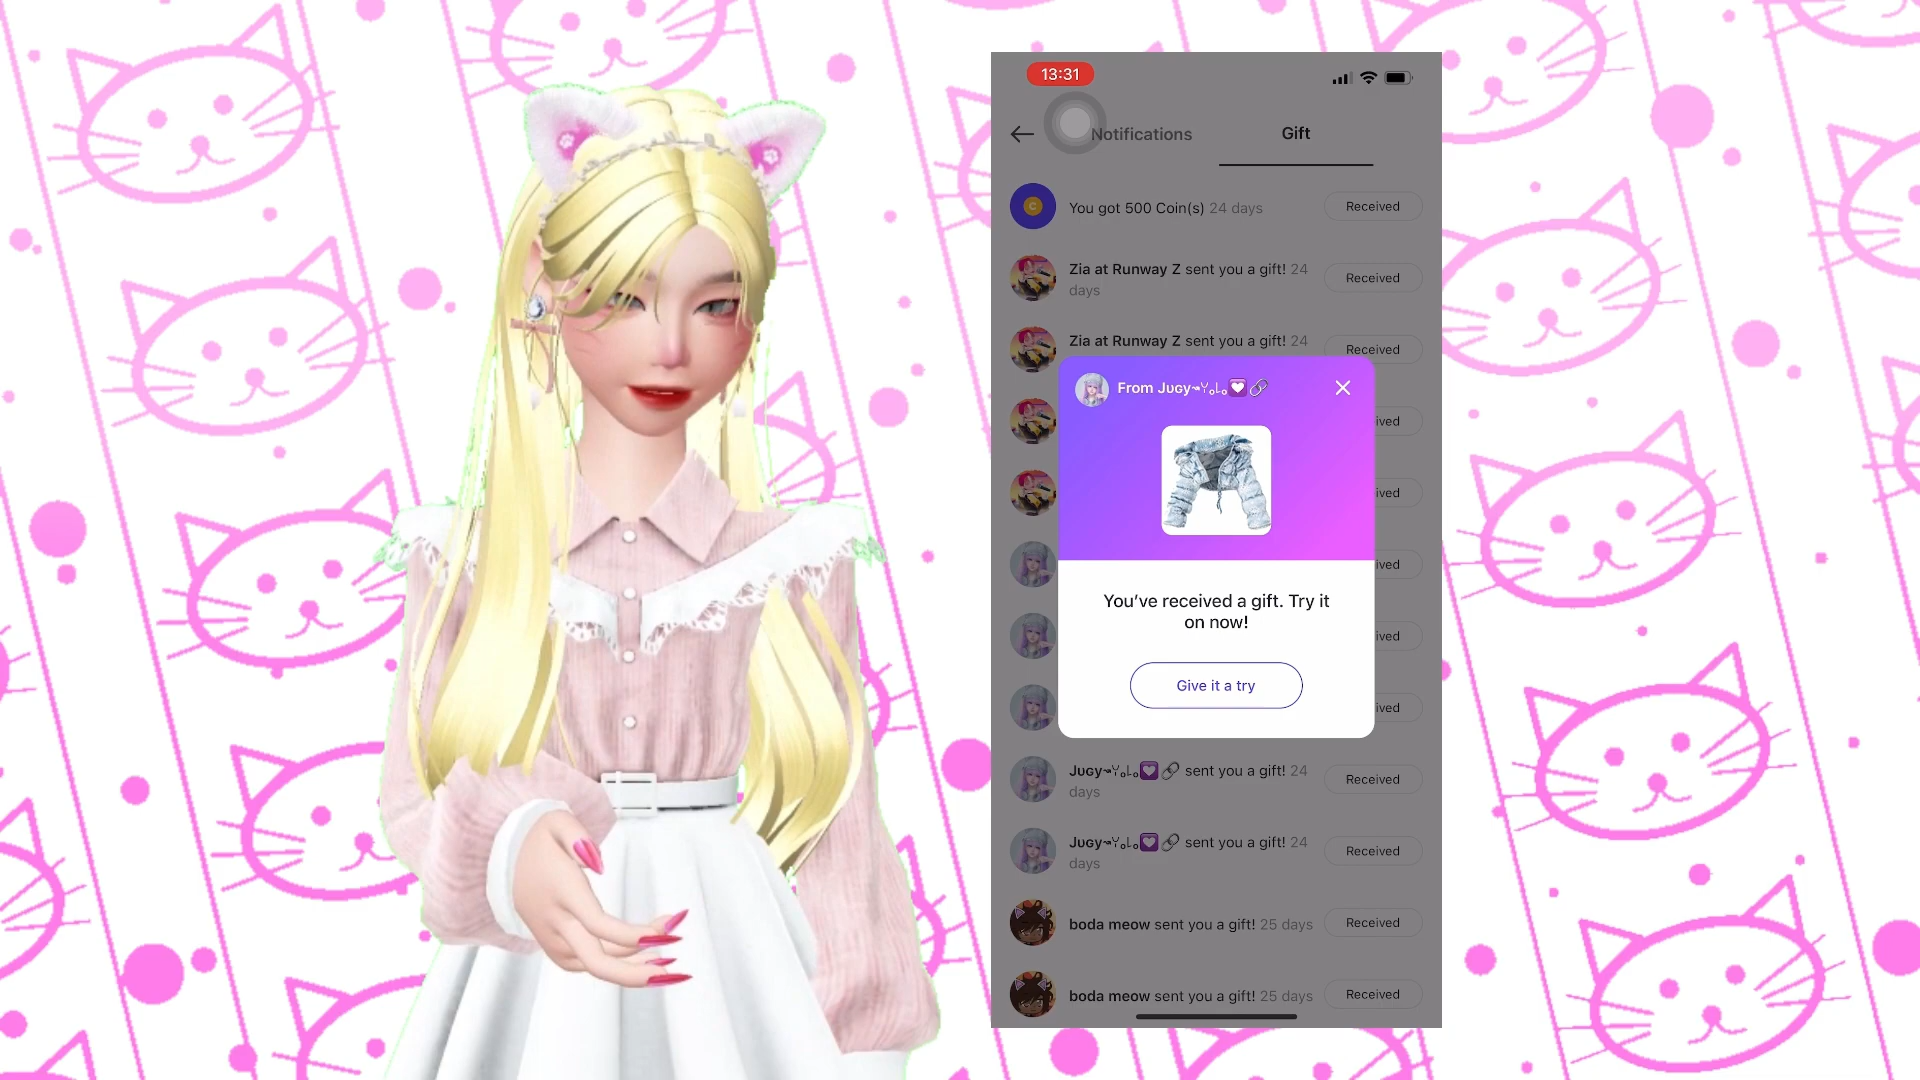 13:31
Notifications
Gift
You got 500 Coin(s) 24 days
Received
Zia at Runway Z sent you a gift! 24
days
Received
Zia at Runway Z sent you a gift! 24
Received
From Jυɢy
You've received a gift. Try it
on now!
Give it a try
ived
ived
ived
ived
ived
Jυɢy sent you a gift! 24
days
Received
Jυɢy sent you a gift! 24
days
Received
boda meow sent you a gift! 25 days
Received
boda meow sent you a gift! 25 days
Received